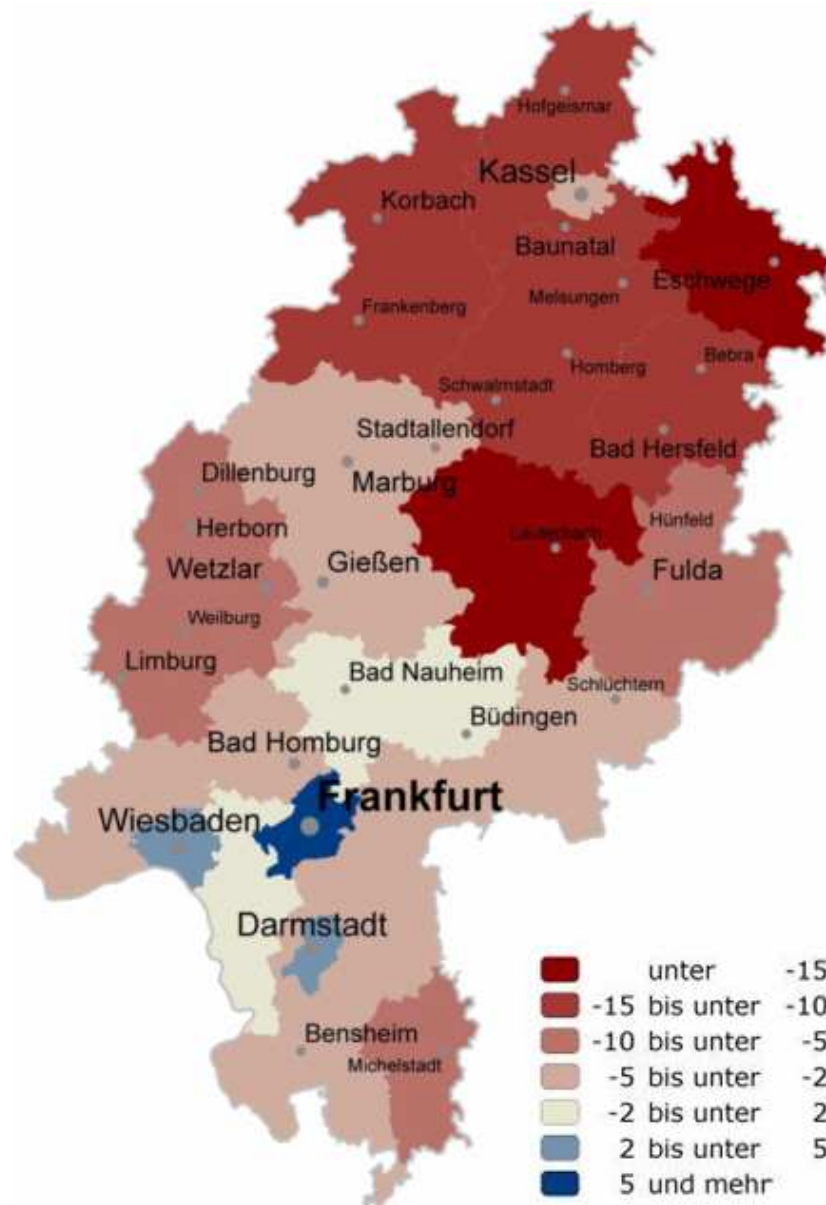 Hofgeismar
Kassel
Korbach
Baunatal
Eschwege
Melsungen
Frankenberg
Bebra
Homberg
Schwalmstadt
Stadtallendorf
Bad Hersfeld
Dillenburg
Marburg
Hünfeld
Herborn
Lauterbach
Gießen
Wetzlar
Fulda
Weilburg
Limburg
Bad Nauheim
Schlüchtern
Büdingen
Bad Homburg
Frankfurt
Wiesbaden
Darmstadt
Bensheim
Michelstadt
unter -15
-15 bis unter -10
-10 bis unter -5
-5 bis unter -2
-2 bis unter 2
2 bis unter 5
5 und mehr